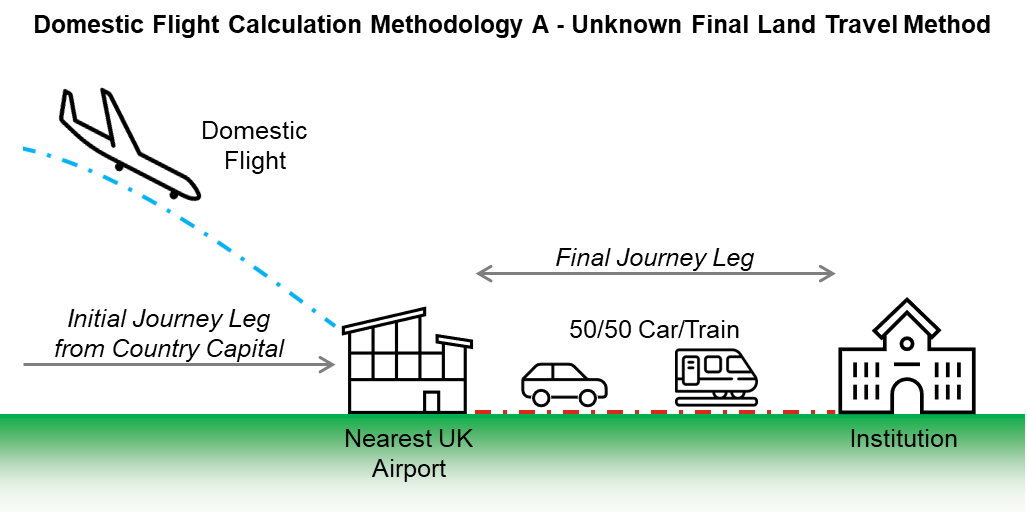 Domestic Flight Calculation Methodology A - Unknown Final Land Travel Method
Domestic
Flight
Final Journey Leg
Initial Journey Leg
from Country Capital
50/50 Car/Train
Nearest UK
Airport
Institution